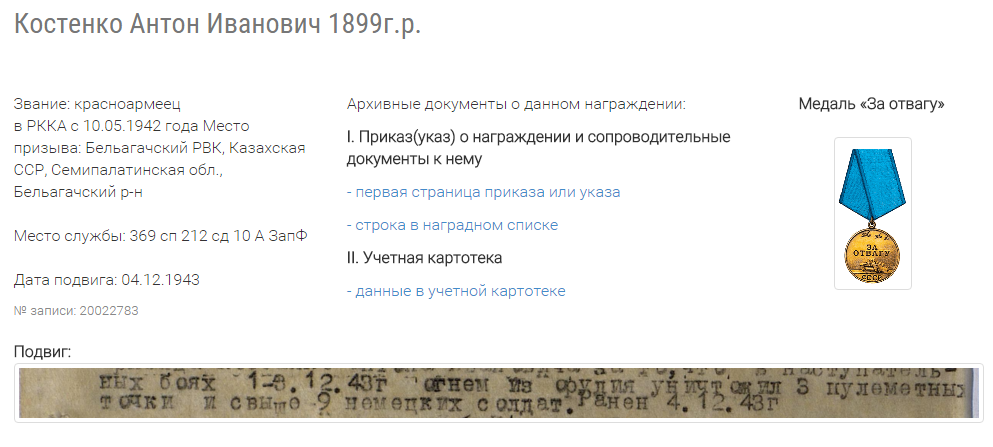 Костенко Антон Иванович 1899г.р.
Звание: красноармеец
в РККА с 10.05.1942 года Место
призыва: Бельагачский РВК, Казахская
ССР, Семипалатинская обл.,
Бельагачский р-н
Место службы: 369 сп 212 сд 10 А ЗапФ
Дата подвига: 04.12.1943
№ записи: 20022783
Архивные документы о данном награждении:
I. Приказ(указ) о награждении и сопроводительные
документы к нему
- первая страница приказа или указа
- строка в наградном списке
II. Учетная картотека
- данные в учетной картотеке
Медаль «За отвагу»
ЗА
ОТВАГУ
СССР
Подвиг:
то, что в наступатель-
ных боях 1-3.12.43г огнем из орудия уничтожил 3 пулеметных
точки и свыше 9 немецких солдат.Ранен 4.12.43г